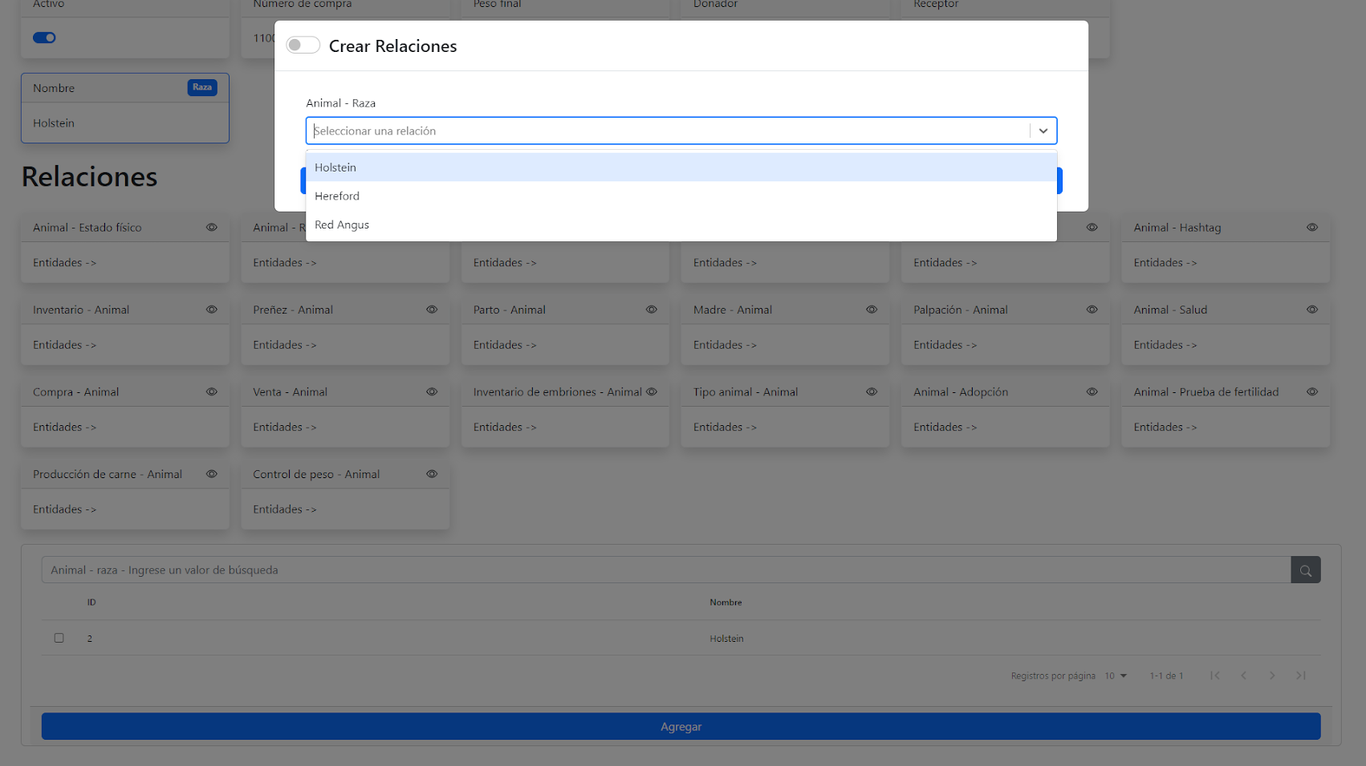 Activo
Número de compra
Peso final
Donador
Receptor
1100
Crear Relaciones
Nombre
Raza
Holstein
Animal - Raza
Seleccionar una relación
Holstein
Hereford
Red Angus
Relaciones
Animal - Estado físico
Animal - R
Animal - Hashtag
Entidades ->
Entidades ->
Entidades ->
Entidades ->
Entidades ->
Entidades ->
Inventario - Animal
Preñez - Animal
Parto - Animal
Madre - Animal
Palpación - Animal
Animal - Salud
Entidades ->
Entidades ->
Entidades ->
Entidades ->
Entidades ->
Entidades ->
Compra - Animal
Venta - Animal
Inventario de embriones - Animal
Tipo animal - Animal
Animal - Adopción
Animal - Prueba de fertilidad
Entidades ->
Entidades ->
Entidades ->
Entidades ->
Entidades ->
Entidades ->
Producción de carne - Animal
Control de peso - Animal
Entidades ->
Entidades ->
Animal - raza - Ingrese un valor de búsqueda
ID
Nombre
2
Holstein
Registros por página 10
1-1 de 1
Agregar